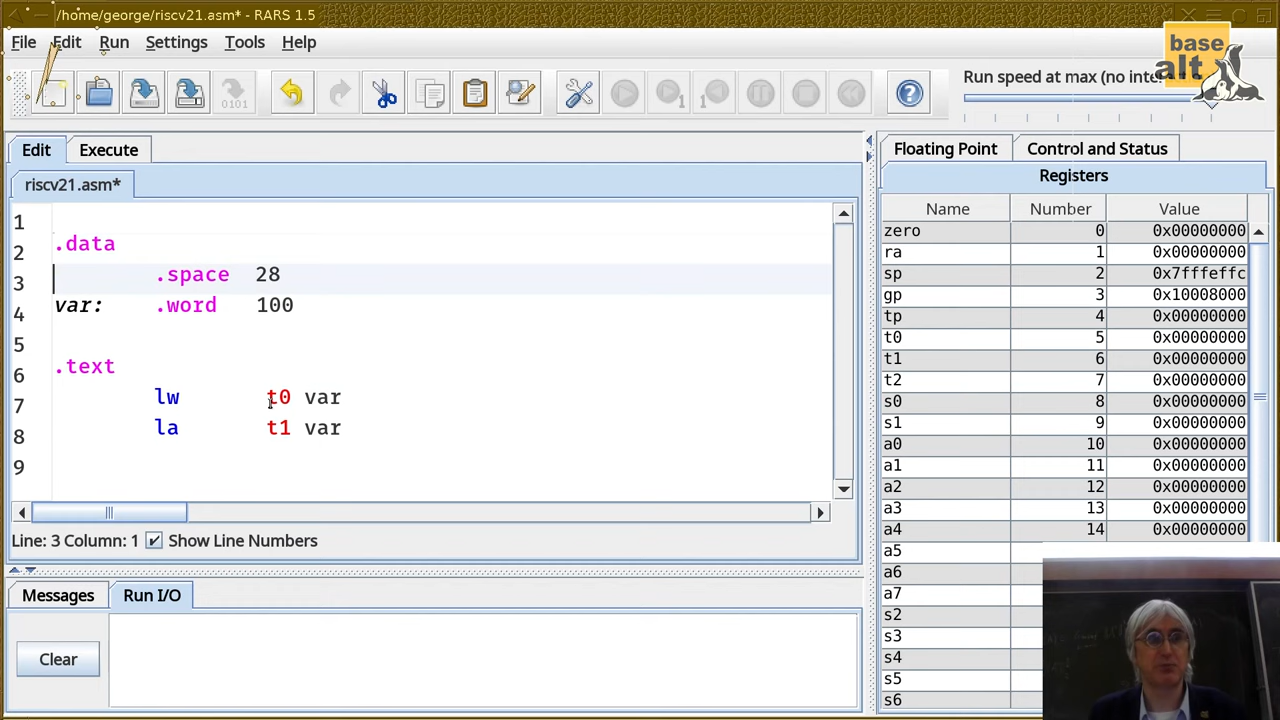 /home/george/riscv21.asm* - RARS 1.5
File Edit Run Settings Tools Help
base
alt
Run speed at max (no inte
Edit Execute
riscv21.asm*
1
2 .data
3 .space 28
4 var: .word 100
5
6 .text
7 lw t0 var
8 la t1 var
9
Line: 3 Column: 1 Show Line Numbers
Messages Run I/O
Clear
Floating Point Control and Status
Registers
Name Number Value
zero 0 0x00000000
ra 1 0x00000000
sp 2 0x7fffeffc
gp 3 0x10008000
tp 4 0x00000000
t0 5 0x00000000
t1 6 0x00000000
t2 7 0x00000000
s0 8 0x00000000
s1 9 0x00000000
a0 10 0x00000000
a1 11 0x00000000
a2 12 0x00000000
a3 13 0x00000000
a4 14 0x00000000
a5
a6
a7
s2
s3
s4
s5
s6